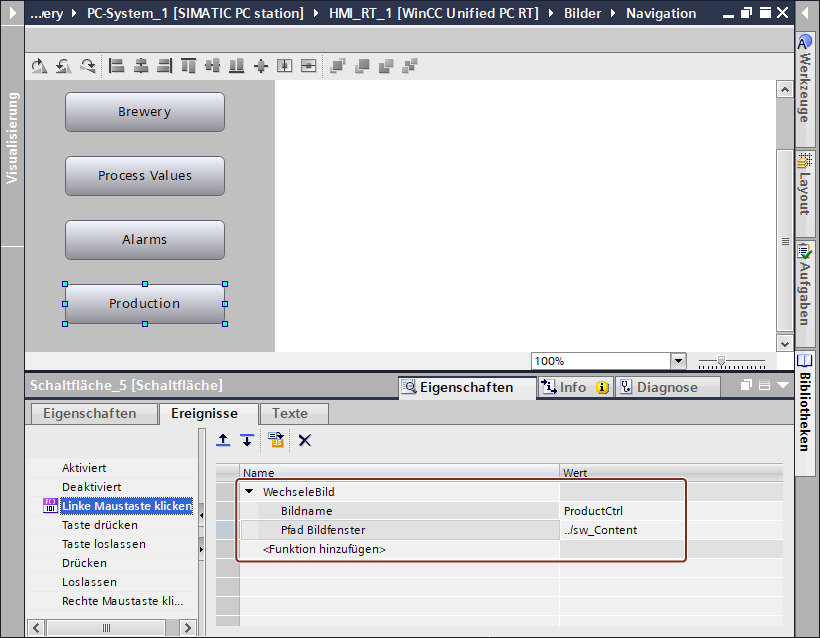 ...very ▸ PC-System_1 [SIMATIC PC station] ▸ HMI_RT_1 [WinCC Unified PC RT] ▸ Bilder ▸ Navigation
Visualisierung
Brewery
Process Values
Alarms
Production
100%
Werkzeuge
Layout
Aufgaben
Bibliotheken
Schaltfläche_5 [Schaltfläche]
Eigenschaften
Info
Diagnose
Eigenschaften
Ereignisse
Texte
Name
Wert
Aktiviert
Deaktiviert
Linke Maustaste klicken
Taste drücken
Taste loslassen
Drücken
Loslassen
Rechte Maustaste kli...
WechseleBild
Bildname
ProductCtrl
Pfad Bildfenster
../sw_Content
<Funktion hinzufügen>